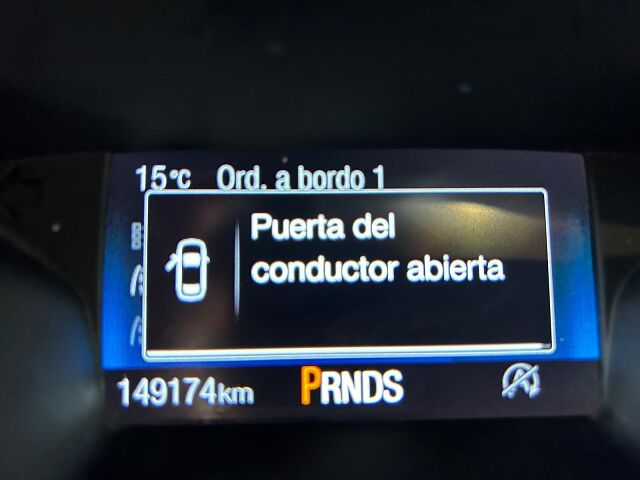 15°C Ord. a bordo 1
Puerta del
conductor abierta
149174km PRNDS